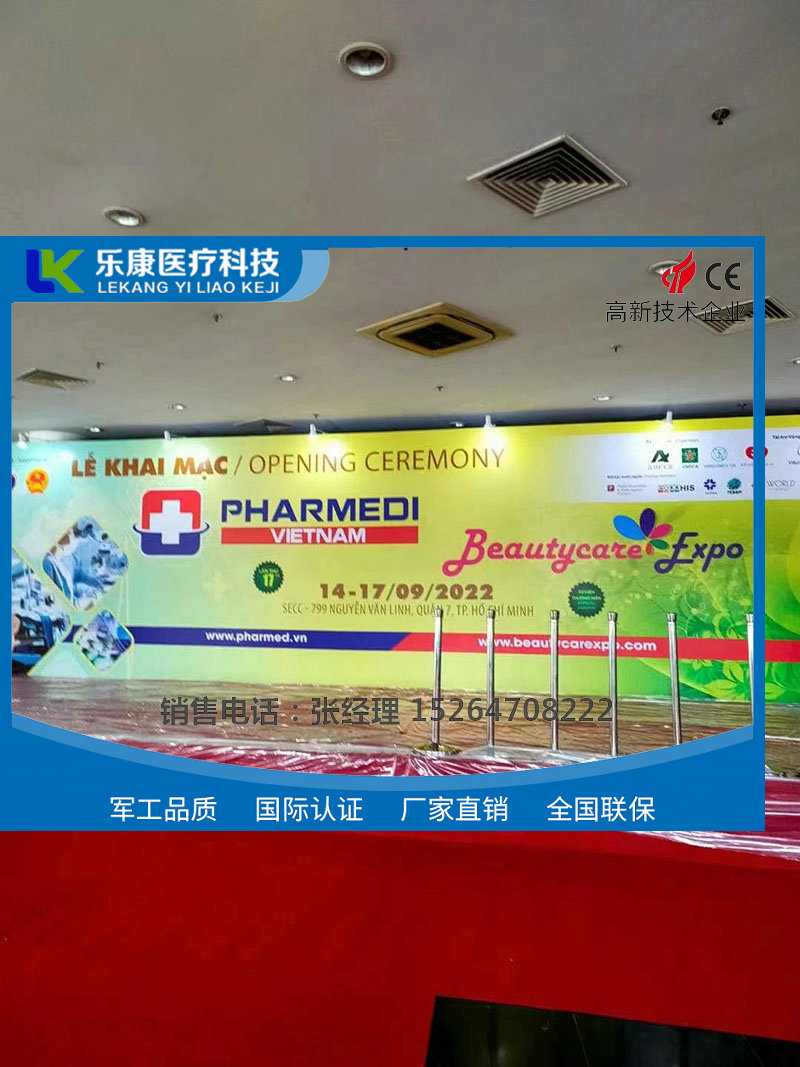 乐康医疗科技
LEKANG YI LIAO KEJI
CE
高新技术企业
LỄ KHAI MẠC / OPENING CEREMONY
PHARMEDI
VIETNAM
Beautycare Expo
17
14-17/09/2022
SECC - 799 NGUYỄN VĂN LINH, QUẬN 7, TP. HỒ CHÍ MINH
www.pharmed.vn
www.beautycarexpo.com
销售电话：张经理 15264708222
军工品质 国际认证 厂家直销 全国联保